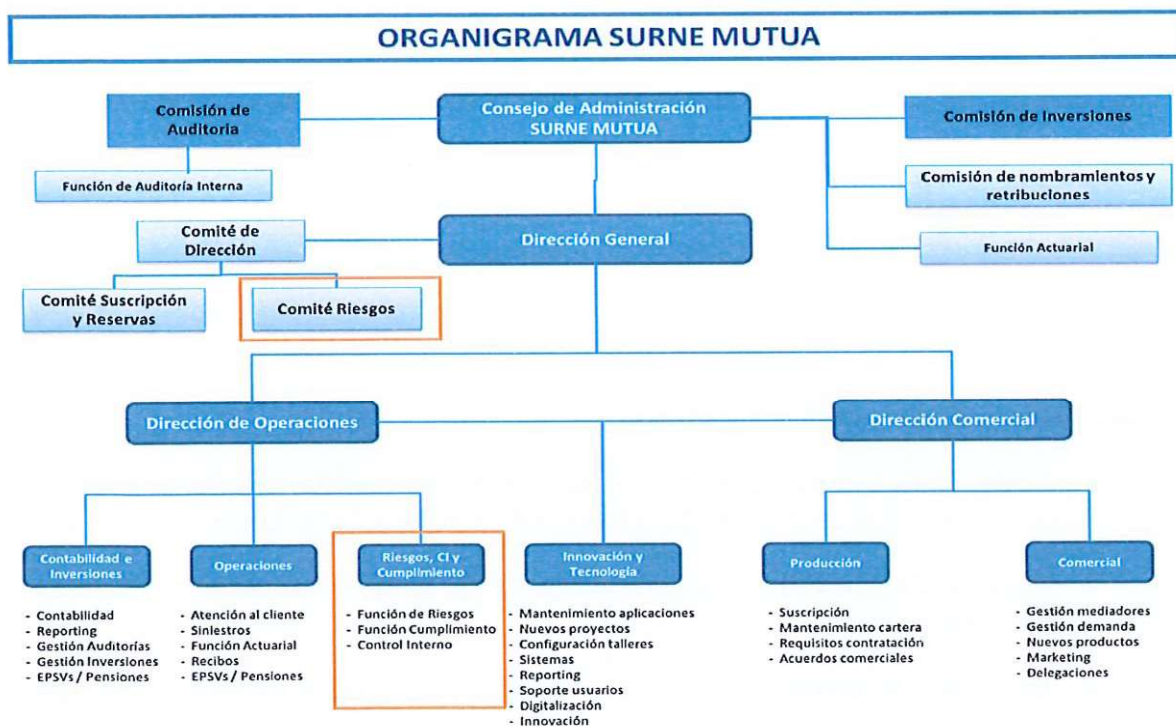 ORGANIGRAMA SURNE MUTUA
Comisión de
Auditoria
Consejo de Administración
SURNE MUTUA
Comisión de Inversiones
Función de Auditoría Interna
Comisión de nombramientos y
retribuciones
Comité de
Dirección
Dirección General
Función Actuarial
Comité Suscripción
y Reservas
Comité Riesgos
Dirección de Operaciones
Dirección Comercial
Contabilidad e
Inversiones
- Contabilidad
- Reporting
- Gestión Auditorías
- Gestión Inversiones
- EPSVs / Pensiones
Operaciones
- Atención al cliente
- Siniestros
- Función Actuarial
- Recibos
- EPSVs / Pensiones
Riesgos, CI y
Cumplimiento
- Función de Riesgos
- Función Cumplimiento
- Control Interno
Innovación y
Tecnología
- Mantenimiento aplicaciones
- Nuevos proyectos
- Configuración talleres
- Sistemas
- Reporting
- Soporte usuarios
- Digitalización
- Innovación
Producción
- Suscripción
- Mantenimiento cartera
- Requisitos contratación
- Acuerdos comerciales
Comercial
- Gestión mediadores
- Gestión demanda
- Nuevos productos
- Marketing
- Delegaciones